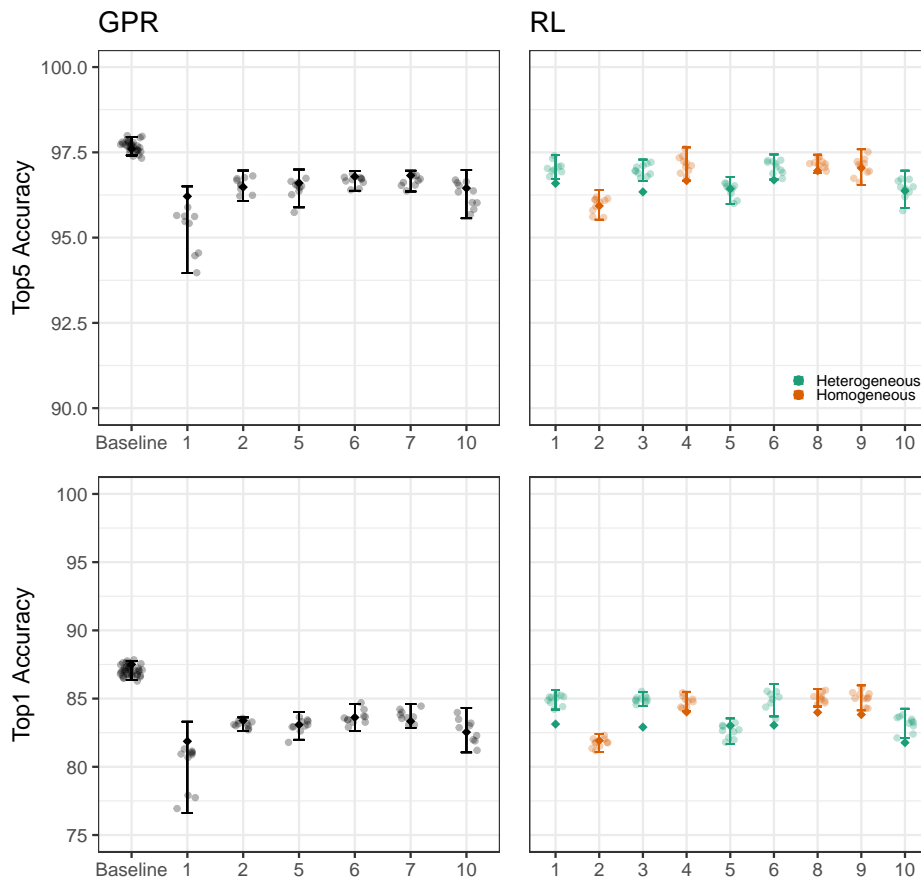 GPR
RL
Top5 Accuracy
100.0
97.5
95.0
92.5
90.0
Heterogeneous
Homogeneous
Baseline 1 2 5 6 7 10
1 2 3 4 5 6 8 9 10
Top1 Accuracy
100
95
90
85
80
75
Baseline 1 2 5 6 7 10
1 2 3 4 5 6 8 9 10